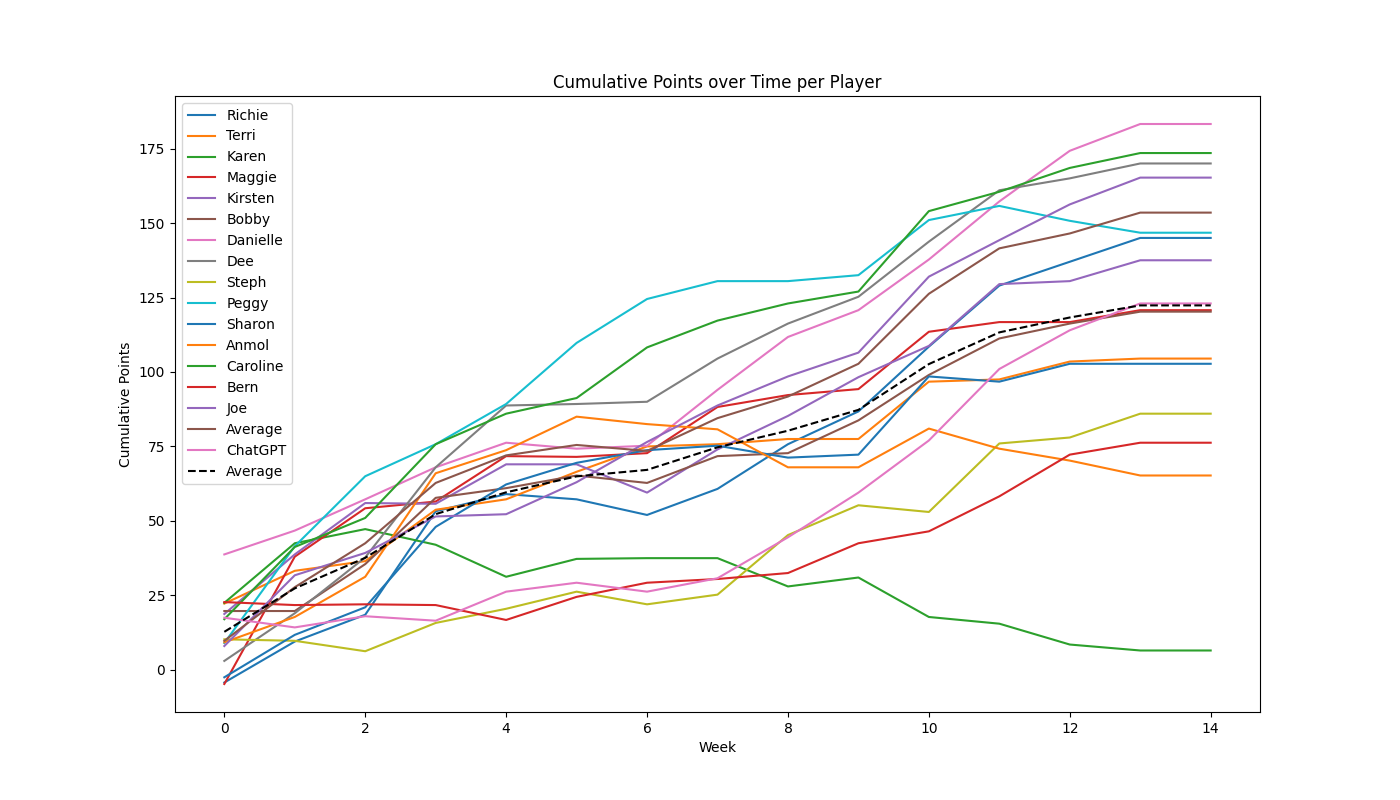 Cumulative Points over Time per Player
Cumulative Points
175
150
125
100
75
50
25
0
Richie
Terri
Karen
Maggie
Kirsten
Bobby
Danielle
Dee
Steph
Peggy
Sharon
Anmol
Caroline
Bern
Joe
Average
ChatGPT
Average
0 2 4 6 8 10 12 14
Week